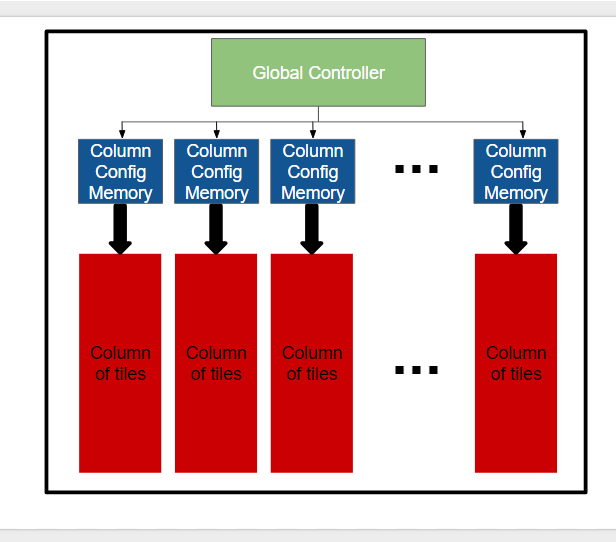 Global Controller
Column
Config
Memory
Column
Config
Memory
Column
Config
Memory
Column
Config
Memory
Column
of tiles
Column
of tiles
Column
of tiles
Column
of tiles